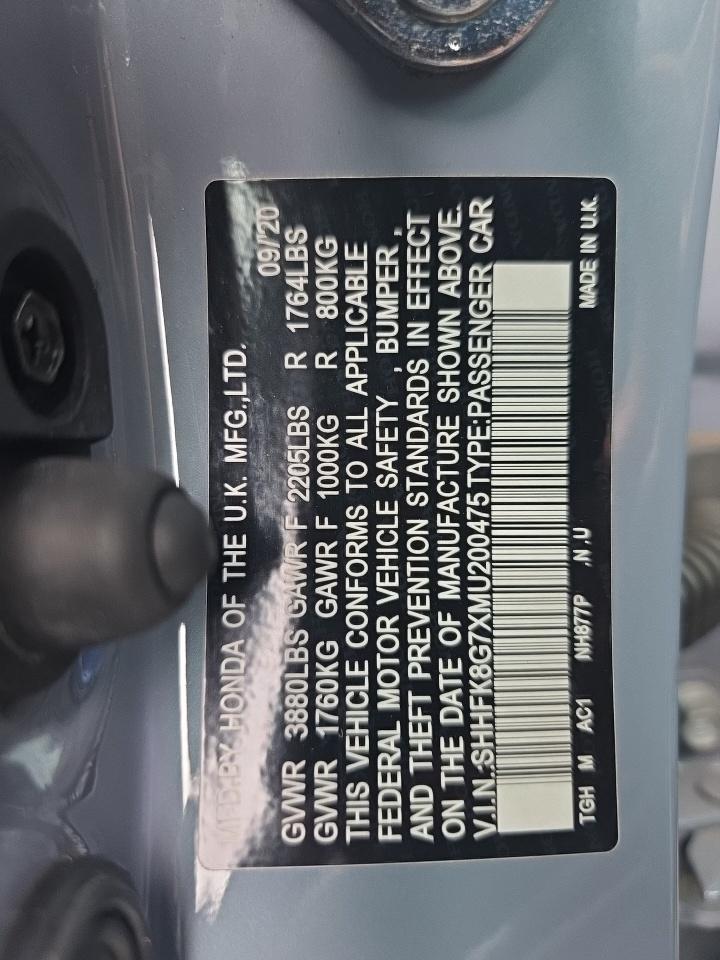 MFD.BY HONDA OF THE U.K. MFG.,LTD.
09/'20
GVWR 3880LBS GAWR F 2205LBS R 1764LBS
GVWR 1760KG GAWR F 1000KG R 800KG
THIS VEHICLE CONFORMS TO ALL APPLICABLE
FEDERAL MOTOR VEHICLE SAFETY , BUMPER ,
AND THEFT PREVENTION STANDARDS IN EFFECT
ON THE DATE OF MANUFACTURE SHOWN ABOVE.
V.I.N.:SHHFK8G7XMU200475 TYPE:PASSENGER CAR
TGH M AC1 NH877P .N .U MADE IN U.K.